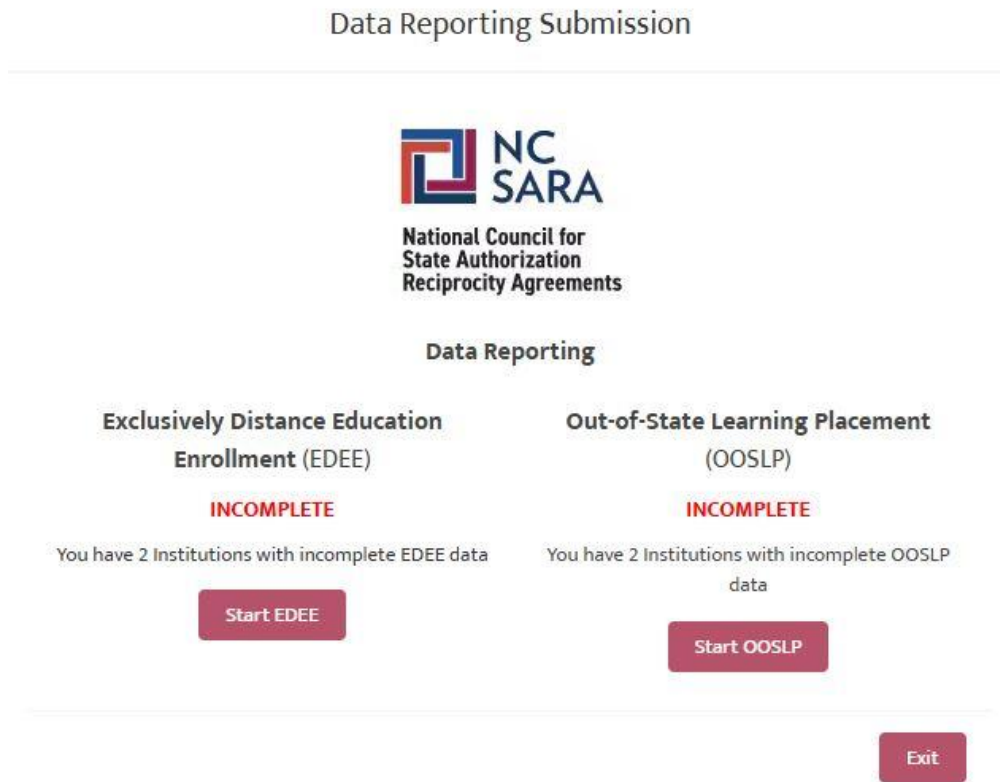 Data Reporting Submission
NC
SARA
National Council for
State Authorization
Reciprocity Agreements
Data Reporting
Exclusively Distance Education
Enrollment (EDEE)
INCOMPLETE
You have 2 Institutions with incomplete EDEE data
Start EDEE
Out-of-State Learning Placement
(OOSLP)
INCOMPLETE
You have 2 Institutions with incomplete OOSLP
data
Start OOSLP
Exit